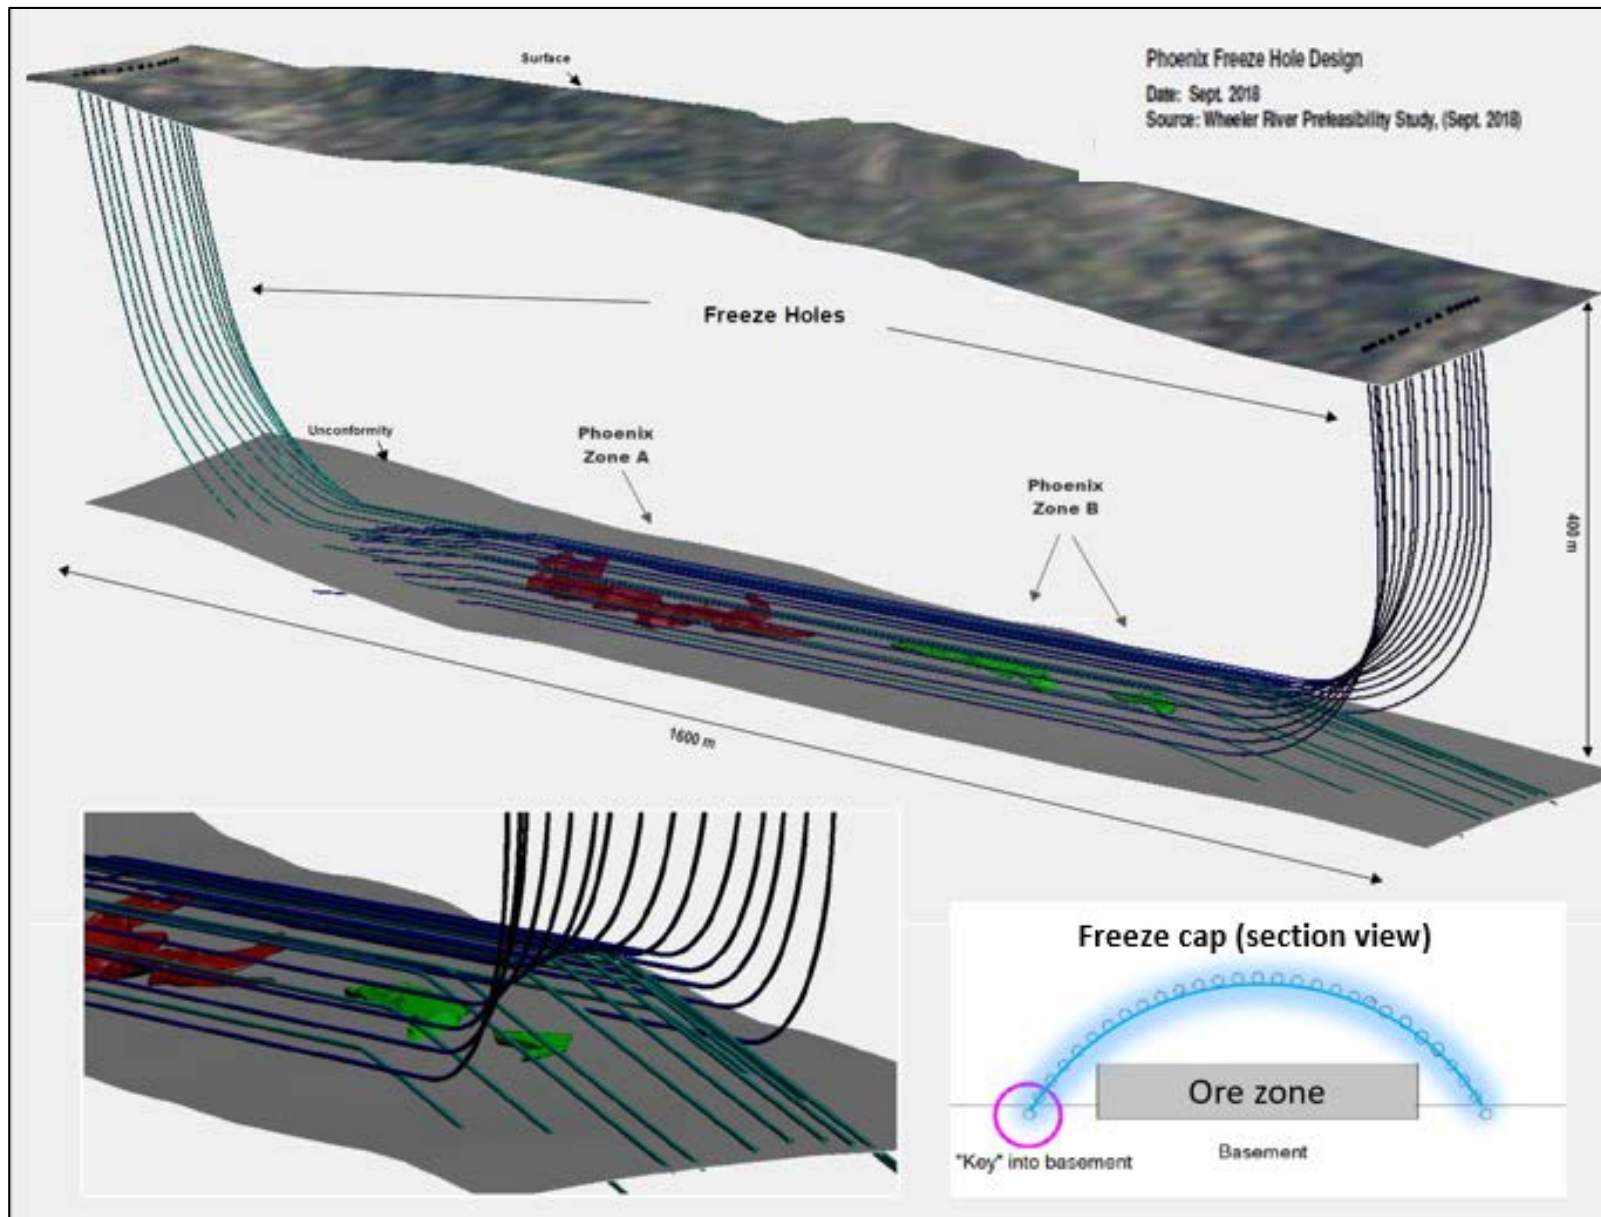 Phoenix Freeze Hole Design
Date: Sept. 2018
Source: Wheeler River Prefeasibility Study, (Sept. 2018)
Surface
Freeze Holes
Unconformity
Phoenix
Zone A
Phoenix
Zone B
400 m
1600 m
Freeze cap (section view)
Ore zone
"Key" into basement
Basement